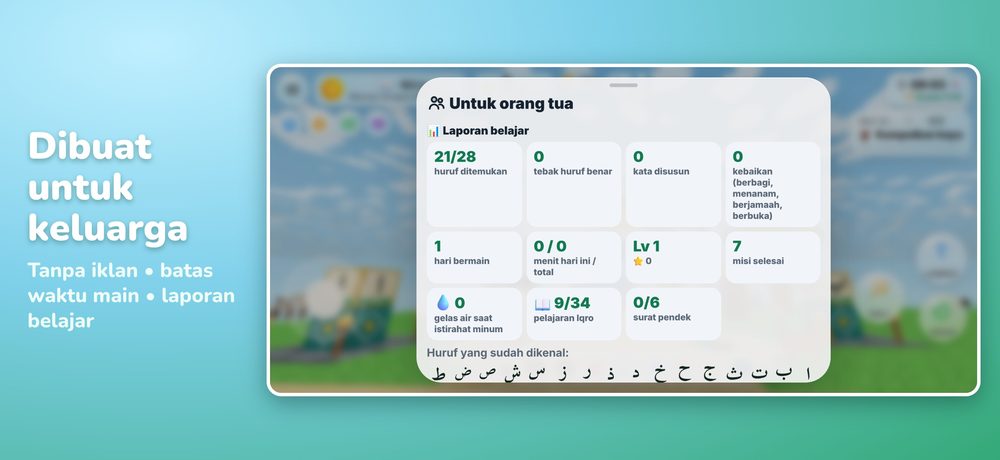 Dibuat
untuk
keluarga
Tanpa iklan • batas
waktu main • laporan
belajar
Untuk orang tua
📊 Laporan belajar
21/28
huruf ditemukan
0
tebak huruf benar
0
kata disusun
0
kebaikan
(berbagi,
menanam,
berjamaah,
berbuka)
1
hari bermain
0 / 0
menit hari ini /
total
Lv 1
⭐ 0
7
misi selesai
💧 0
gelas air saat
istirahat minum
📖 9/34
pelajaran Iqro
0/6
surat pendek
Huruf yang sudah dikenal:
ا ب ت ث ج ح خ د ذ ر ز س ش ص ض ط